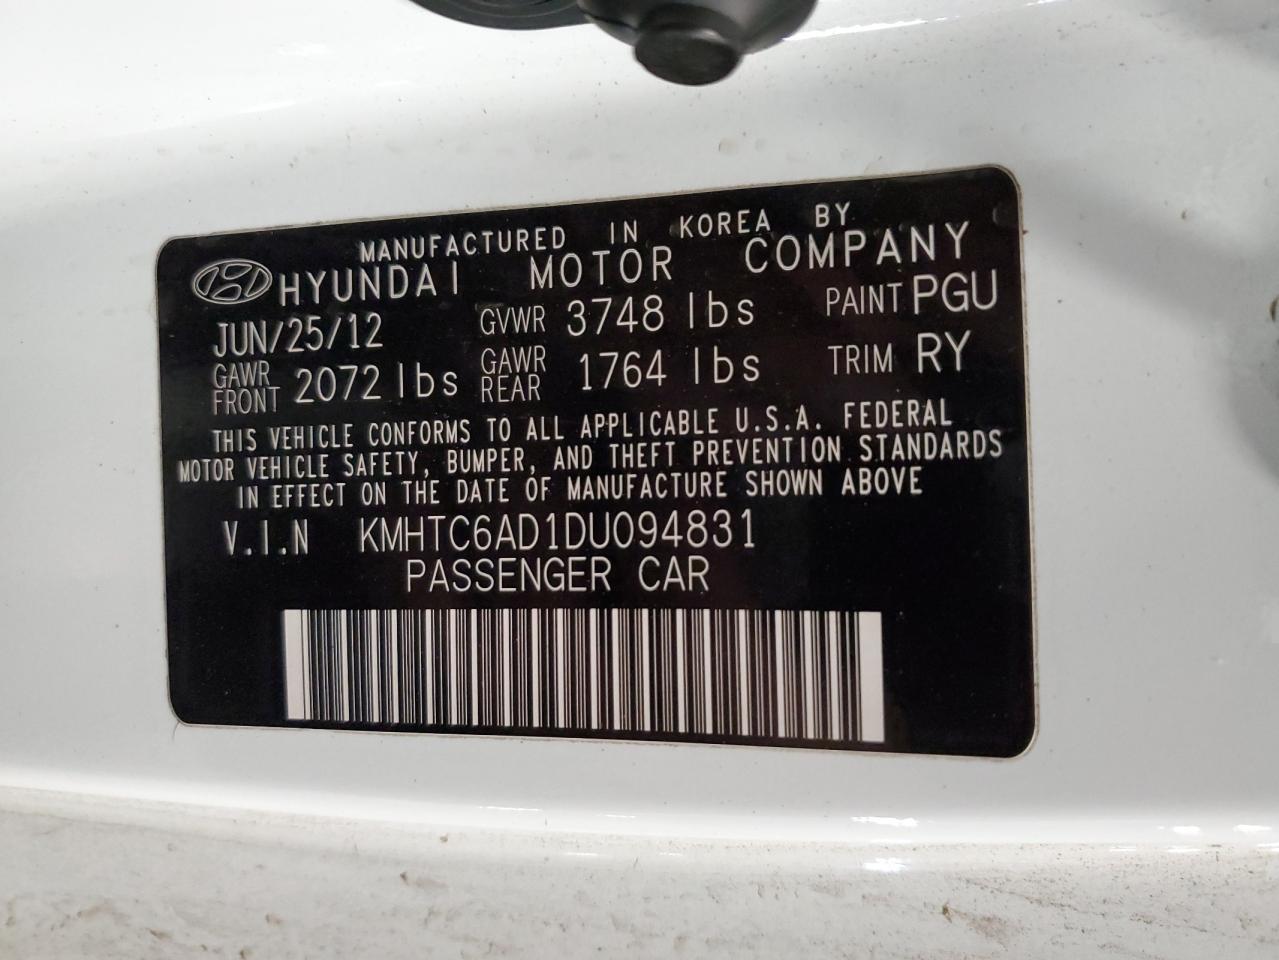 MANUFACTURED IN KOREA BY
HYUNDAI MOTOR COMPANY
JUN/25/12 GVWR 3748 lbs PAINT PGU
GAWR FRONT 2072 lbs GAWR REAR 1764 lbs TRIM RY
THIS VEHICLE CONFORMS TO ALL APPLICABLE U.S.A. FEDERAL
MOTOR VEHICLE SAFETY, BUMPER, AND THEFT PREVENTION STANDARDS
IN EFFECT ON THE DATE OF MANUFACTURE SHOWN ABOVE
V.I.N KMHTC6AD1DU094831
PASSENGER CAR